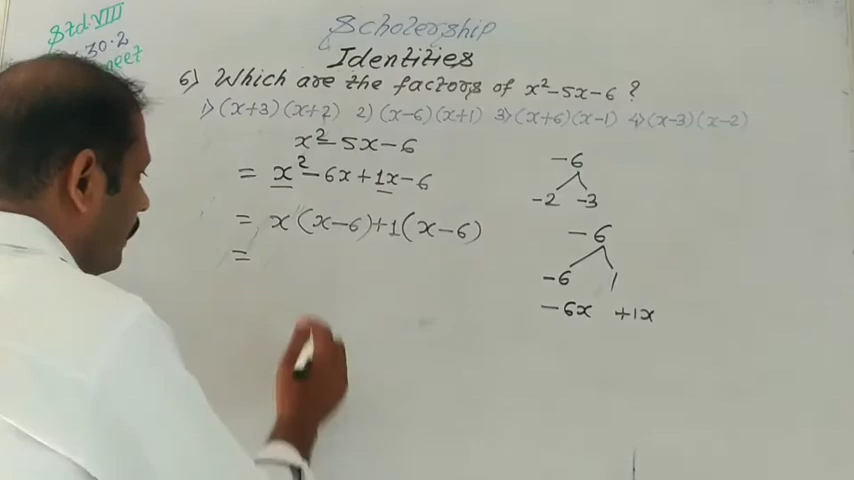 Scholership
Std.VIII
30.2
Identities
6) Which are the factors of x²-5x-6 ?
1) (x+3)(x+2) 2) (x-6)(x+1) 3) (x+6)(x-1) 4) (x-3)(x-2)
x²-5x-6
= x²-6x+1x-6
= x(x-6)+1(x-6)
=
-6
-2 -3
-6
-6 1
-6x +1x